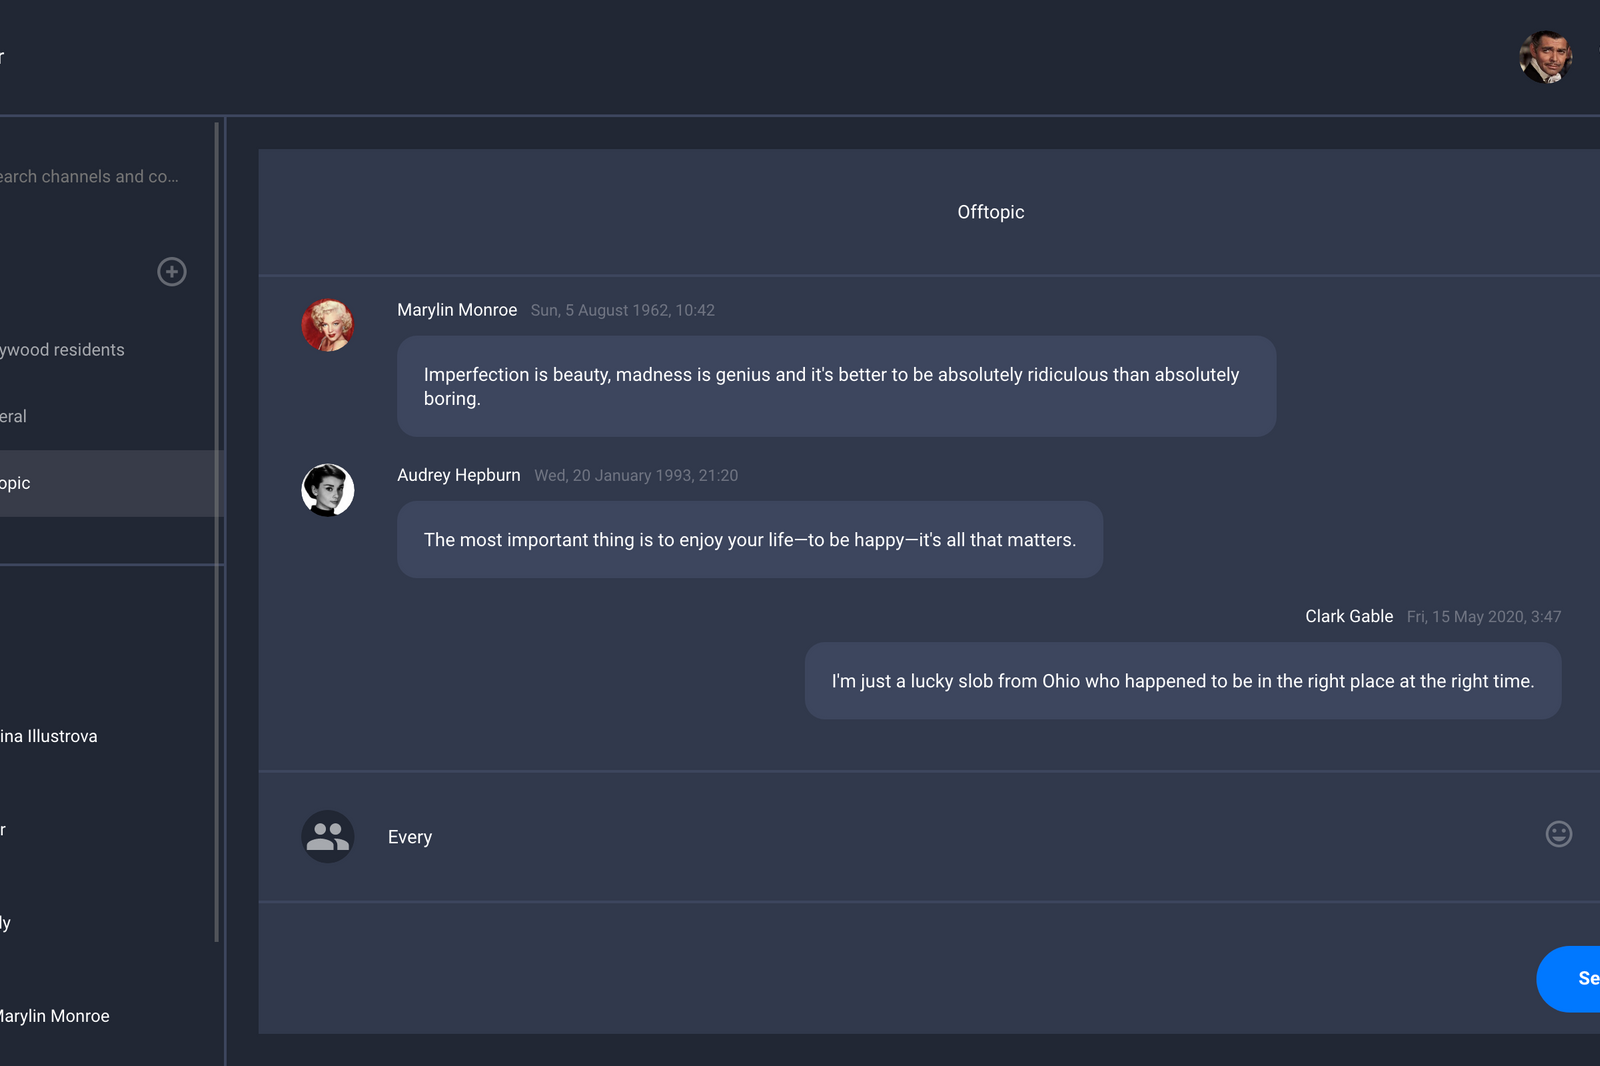 r
earch channels and co...
ywood residents
eral
opic
ina Illustrova
r
ly
Marylin Monroe
Offtopic
Marylin Monroe Sun, 5 August 1962, 10:42
Imperfection is beauty, madness is genius and it's better to be absolutely ridiculous than absolutely
boring.
Audrey Hepburn Wed, 20 January 1993, 21:20
The most important thing is to enjoy your life—to be happy—it's all that matters.
Clark Gable Fri, 15 May 2020, 3:47
I'm just a lucky slob from Ohio who happened to be in the right place at the right time.
Every
Se